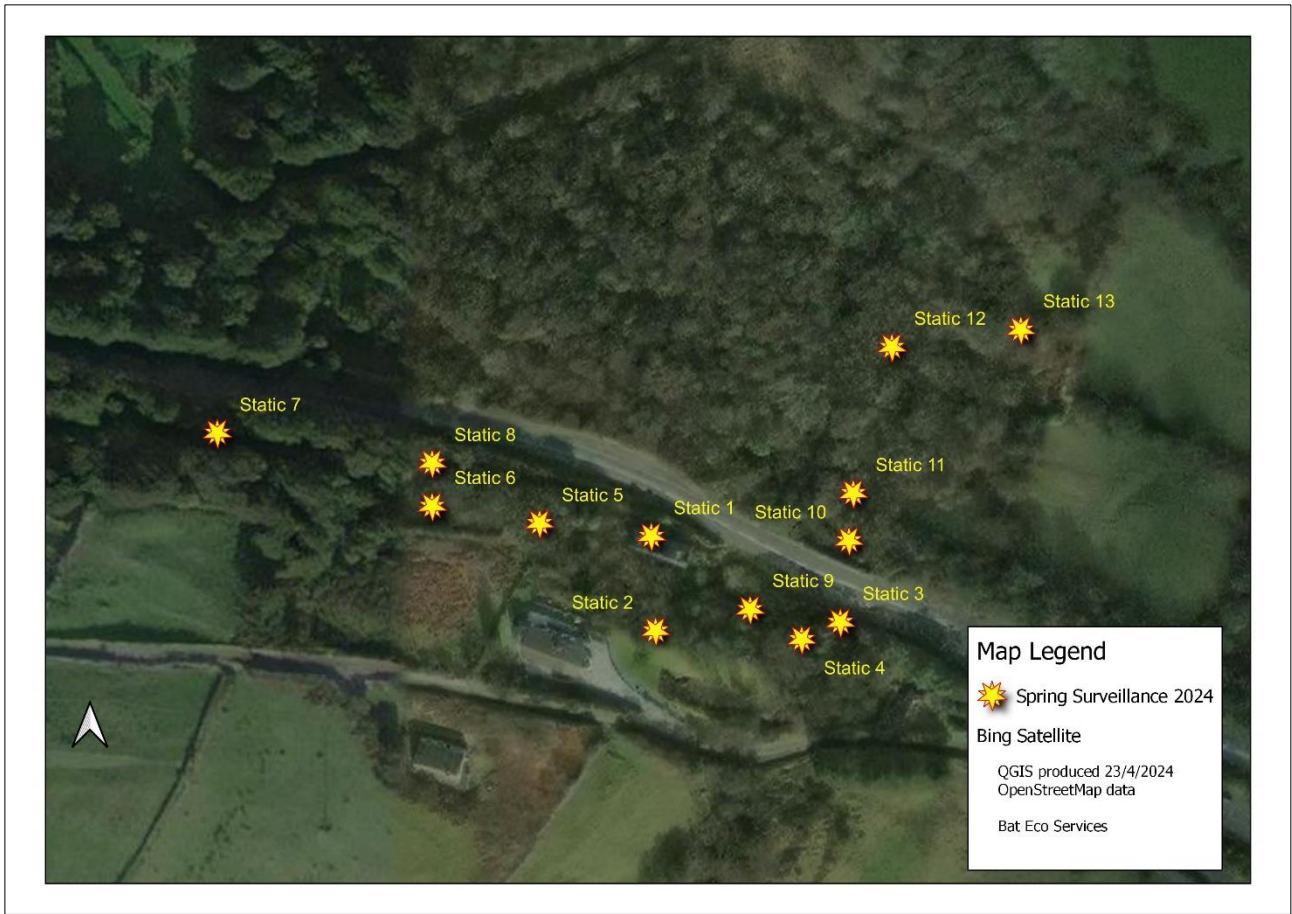 Static 13
Static 12
Static 7
Static 8
Static 11
Static 6
Static 5
Static 1
Static 10
Static 9
Static 3
Static 2
Static 4
Map Legend
Spring Surveillance 2024
Bing Satellite
QGIS produced 23/4/2024
OpenStreetMap data
Bat Eco Services